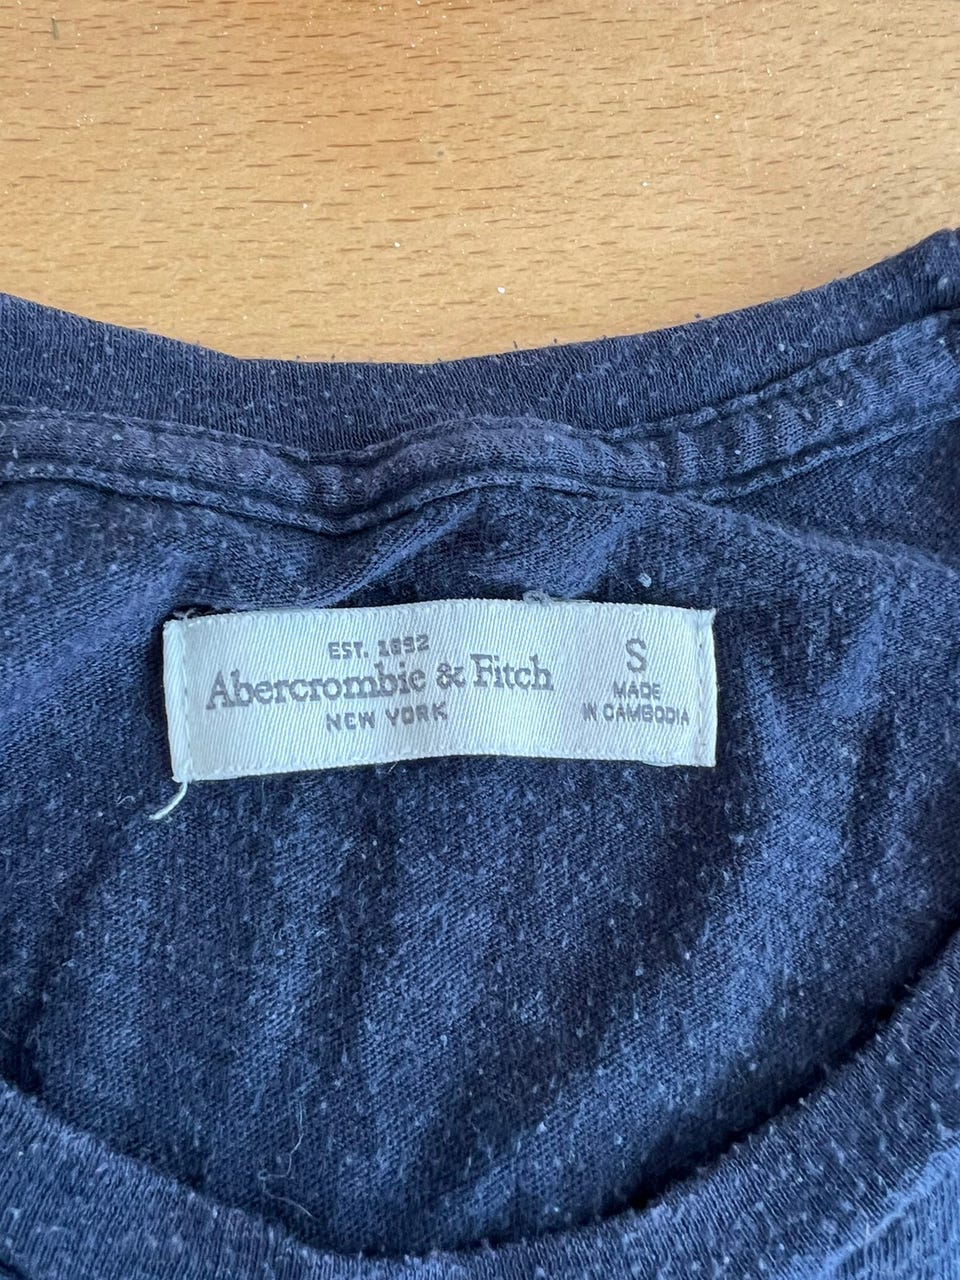 EST. 1892
Abercrombie & Fitch
NEW YORK
S
MADE
IN CAMBODIA